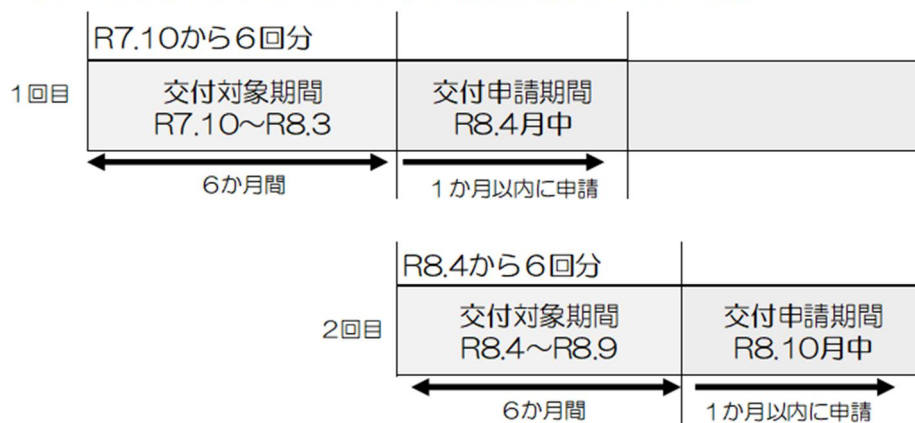 R7.10から6回分
1回目
交付対象期間
R7.10～R8.3
交付申請期間
R8.4月中
6か月間
1か月以内に申請
R8.4から6回分
2回目
交付対象期間
R8.4～R8.9
交付申請期間
R8.10月中
6か月間
1か月以内に申請